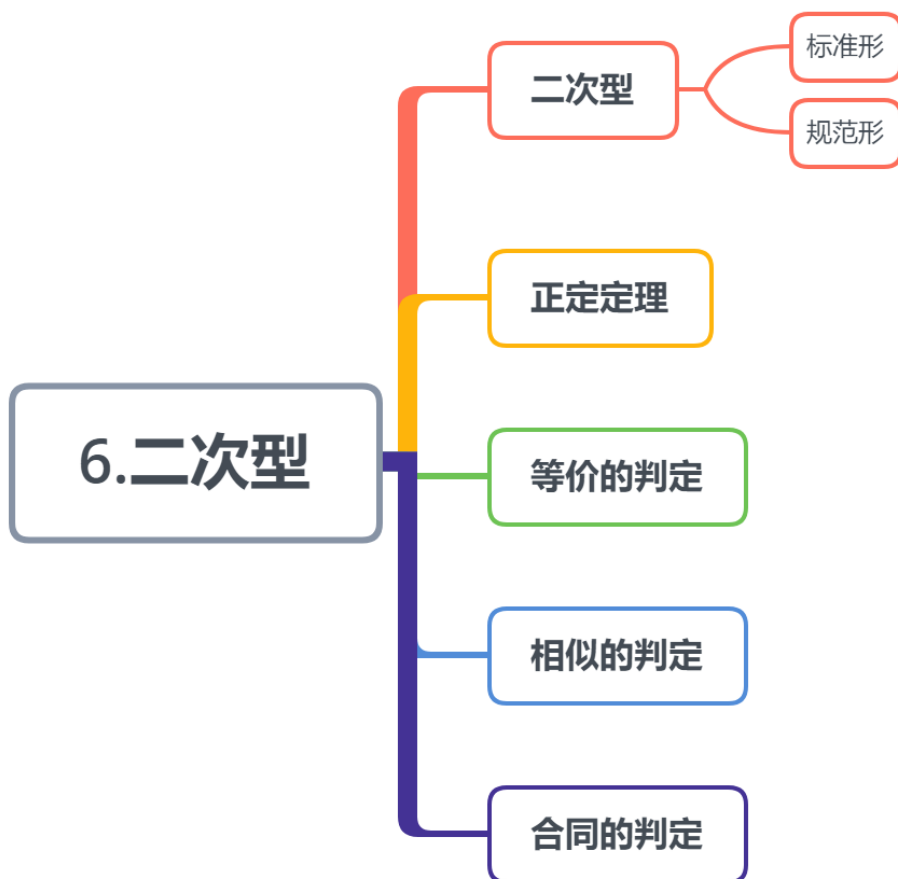 标准形
二次型
规范形
正定定理
6.二次型
等价的判定
相似的判定
合同的判定